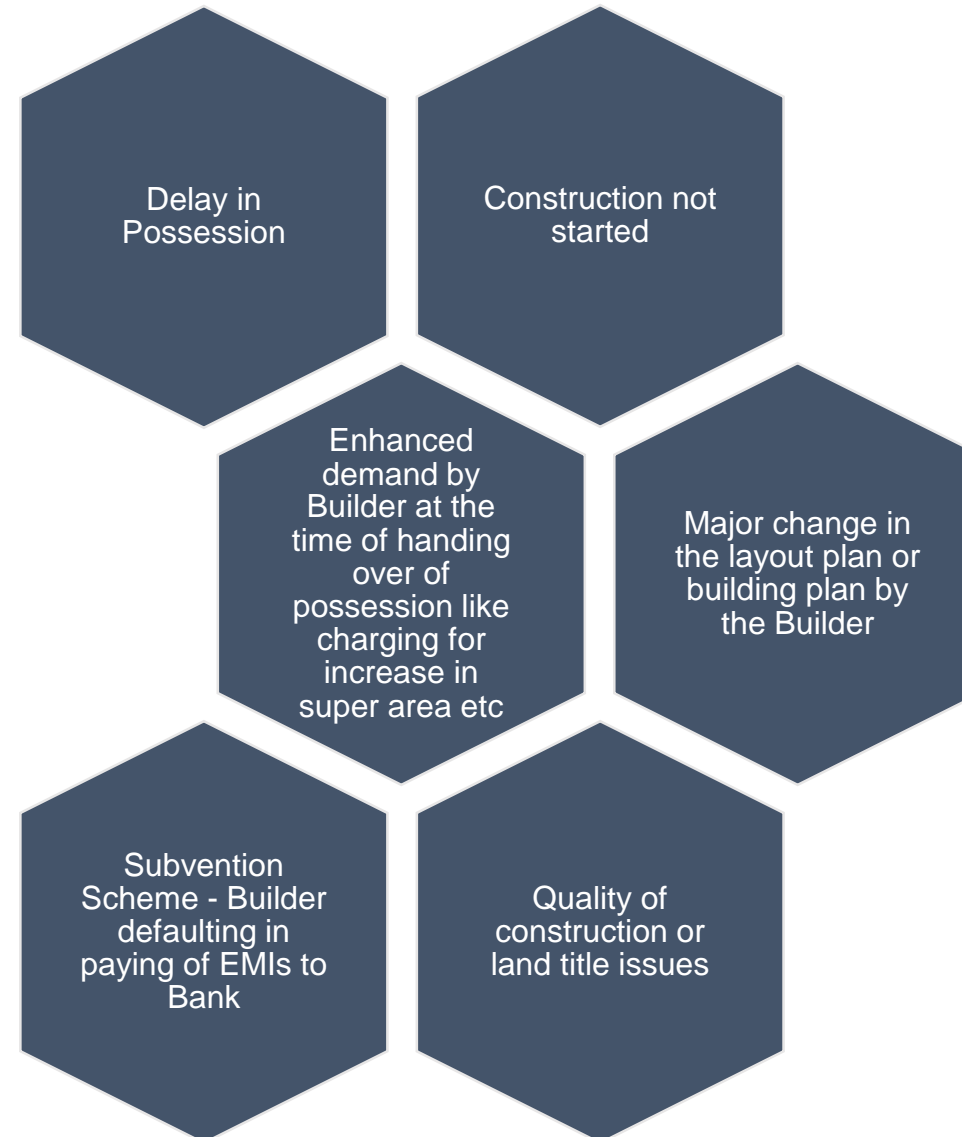 Delay in
Possession
Construction not
started
Enhanced
demand by
Builder at the
time of handing
over of
possession like
charging for
increase in
super area etc
Major change in
the layout plan or
building plan by
the Builder
Subvention
Scheme - Builder
defaulting in
paying of EMIs to
Bank
Quality of
construction or
land title issues